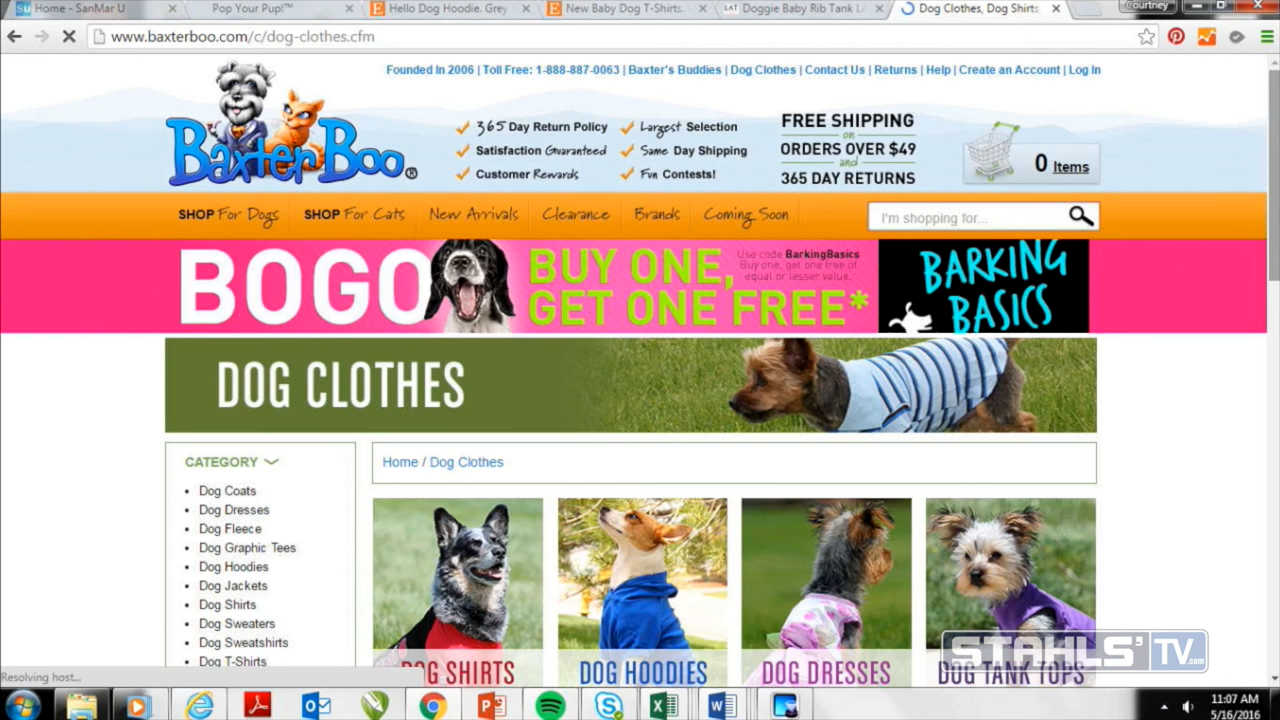 Home - SanMar U
Pop Your Pup!™
Hello Dog Hoodie. Grey
New Baby Dog T-Shirts.
LAT Doggie Baby Rib Tank L
Dog Clothes, Dog Shirts
Courtney
www.baxterboo.com/c/dog-clothes.cfm
Founded In 2006 | Toll Free: 1-888-887-0063 | Baxter's Buddies | Dog Clothes | Contact Us | Returns | Help | Create an Account | Log In
BaxterBoo®
365 Day Return Policy
Largest Selection
Satisfaction Guaranteed
Same Day Shipping
Customer Rewards
Fun Contests!
FREE SHIPPING
on
ORDERS OVER $49
and
365 DAY RETURNS
0 Items
SHOP For Dogs
SHOP For Cats
New Arrivals
Clearance
Brands
Coming Soon
I'm shopping for...
BOGO
BUY ONE,
GET ONE FREE*
Use code BarkingBasics
Buy one, get one free of
equal or lesser value.
BARKING
BASICS
DOG CLOTHES
CATEGORY
Home / Dog Clothes
Dog Coats
Dog Dresses
Dog Fleece
Dog Graphic Tees
Dog Hoodies
Dog Jackets
Dog Shirts
Dog Sweaters
Dog Sweatshirts
Dog T-Shirts
DOG SHIRTS
DOG HOODIES
DOG DRESSES
DOG TANK TOPS
STAHLS' TV.com
Resolving host...
11:07 AM
5/16/2016